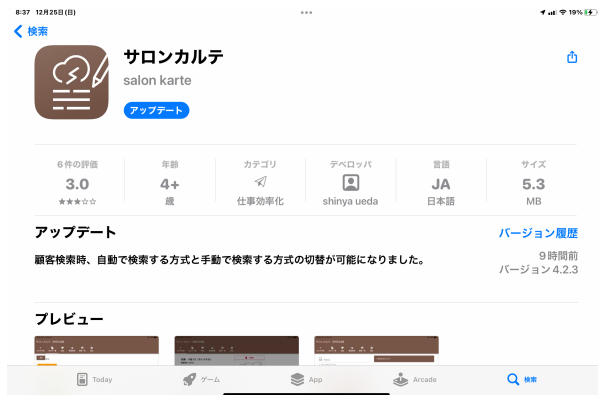 8:37 12月25日(日)
19%
検索
サロンカルテ
salon karte
アップデート
6件の評価
年齢
カテゴリ
デベロッパ
言語
サイズ
3.0
4+
JA
5.3
歳
仕事効率化
shinya ueda
日本語
MB
アップデート
バージョン履歴
顧客検索時、自動で検索する方式と手動で検索する方式の切替が可能になりました。
9時間前
バージョン 4.2.3
プレビュー
Today
ゲーム
App
Arcade
検索